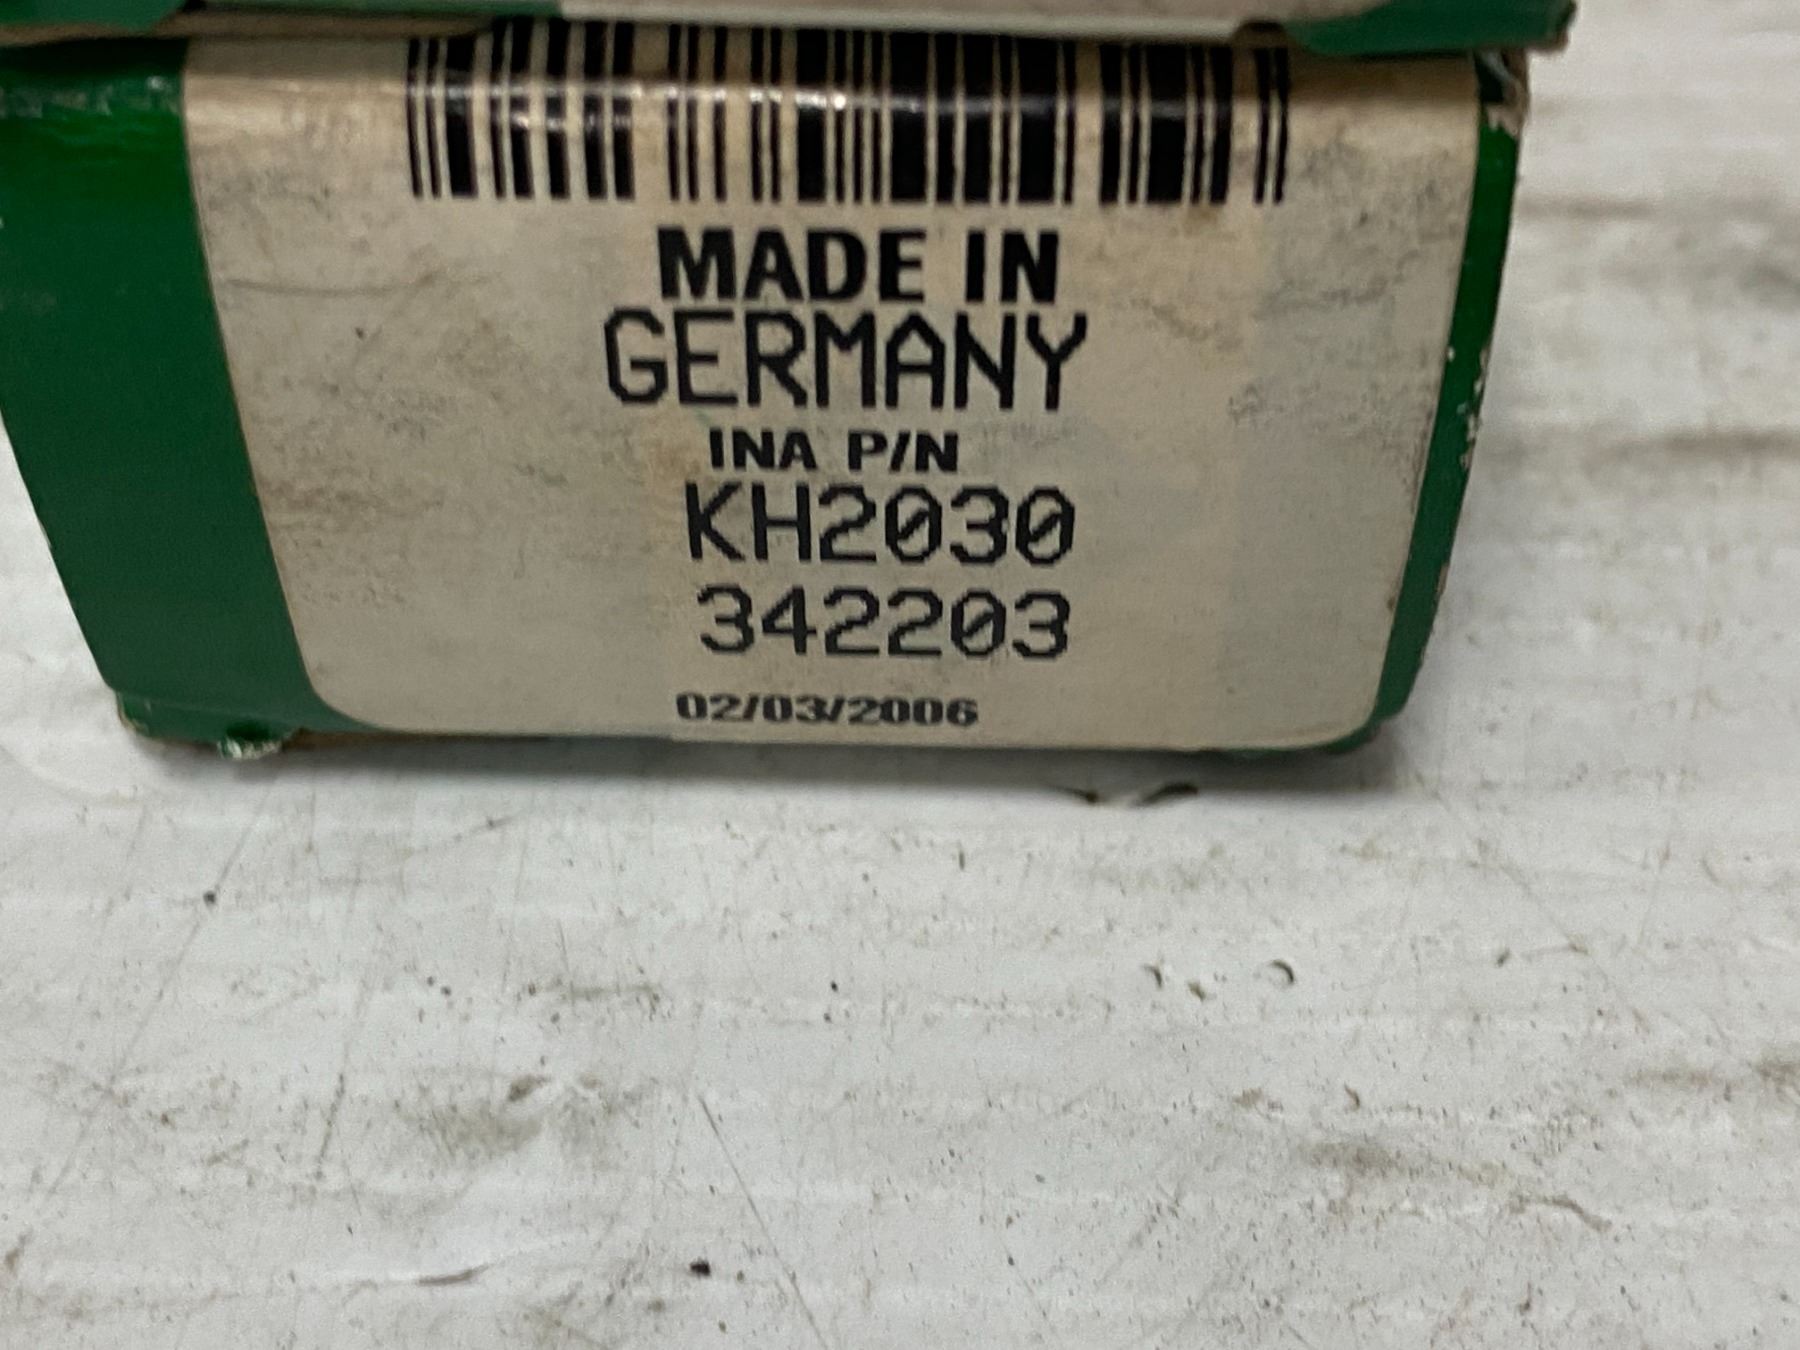 MADE IN
GERMANY
INA P/N
KH2030
342203
02/03/2006